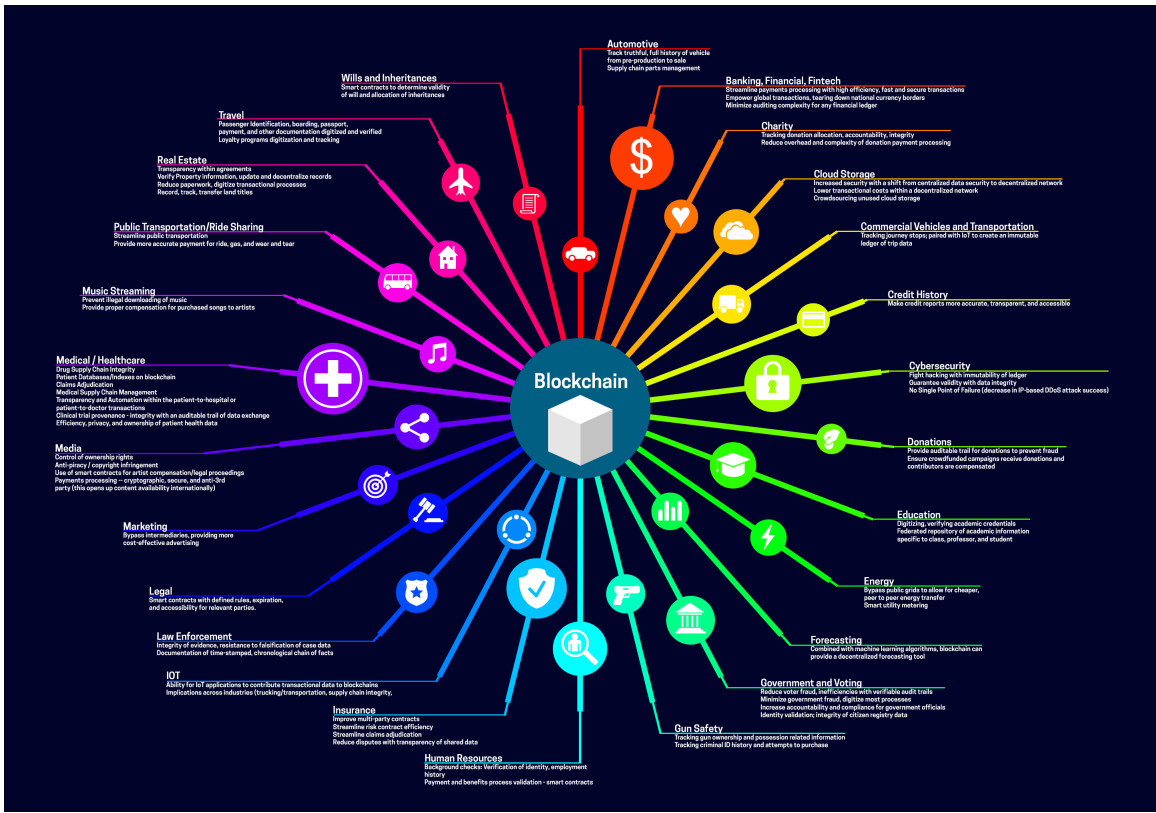 Automotive
Track truthful, full history of vehicle
from pre-production to sale
Supply chain parts management
Banking, Financial, Fintech
Streamline payments processing with high efficiency, fast and secure transactions
Empower global transactions, tearing down national currency borders
Minimize auditing complexity for any financial ledger
Charity
Tracking donation allocation, accountability, integrity
Reduce overhead and complexity of donation payment processing
Cloud Storage
Increased security with a shift from centralized data security to decentralized network
Lower transactional costs within a decentralized network
Crowdsourcing unused cloud storage
Commercial Vehicles and Transportation
Tracking journey stops; paired with IoT to create an immutable
ledger of trip data
Credit History
Make credit reports more accurate, transparent, and accessible
Cybersecurity
Fight hacking with immutability of ledger
Guarantee validity with data integrity
No Single Point of Failure (decrease in IP-based DDoS attack success)
Donations
Provide auditable trail for donations to prevent fraud
Ensure crowdfunded campaigns receive donations and
contributors are compensated
Education
Digitizing, verifying academic credentials
Federated repository of academic information
specific to class, professor, and student
Energy
Bypass public grids to allow for cheaper,
peer to peer energy transfer
Smart utility metering
Forecasting
Combined with machine learning algorithms, blockchain can
provide a decentralized forecasting tool
Government and Voting
Reduce voter fraud, inefficiencies with verifiable audit trails
Minimize government fraud, digitize most processes
Increase accountability and compliance for government officials
Identity validation; integrity of citizen registry data
Gun Safety
Tracking gun ownership and possession related information
Tracking criminal ID history and attempts to purchase
Human Resources
Background checks: Verification of identity, employment
history
Payment and benefits process validation - smart contracts
Insurance
Improve multi-party contracts
Streamline risk contract efficiency
Streamline claims adjudication
Reduce disputes with transparency of shared data
IOT
Ability for IoT applications to contribute transactional data to blockchains
Implications across industries (trucking/transportation, supply chain integrity,
Law Enforcement
Integrity of evidence, resistance to falsification of case data
Documentation of time-stamped, chronological chain of facts
Legal
Smart contracts with defined rules, expiration,
and accessibility for relevant parties.
Marketing
Bypass intermediaries, providing more
cost-effective advertising
Media
Control of ownership rights
Anti-piracy / copyright infringement
Use of smart contracts for artist compensation/legal proceedings
Payments processing -- cryptographic, secure, and anti-3rd
party (this opens up content availability internationally)
Medical / Healthcare
Drug Supply Chain Integrity
Patient Databases/Indexes on blockchain
Claims Adjudication
Medical Supply Chain Management
Transparency and Automation within the patient-to-hospital or
patient-to-doctor transactions
Clinical trial provenance - integrity with an auditable trail of data exchange
Efficiency, privacy, and ownership of patient health data
Music Streaming
Prevent illegal downloading of music
Provide proper compensation for purchased songs to artists
Public Transportation/Ride Sharing
Streamline public transportation
Provide more accurate payment for ride, gas, and wear and tear
Real Estate
Transparency within agreements
Verify Property information, update and decentralize records
Reduce paperwork, digitize transactional processes
Record, track, transfer land titles
Travel
Passenger Identification, boarding, passport,
payment, and other documentation digitized and verified
Loyalty programs digitization and tracking
Wills and Inheritances
Smart contracts to determine validity
of will and allocation of inheritances
Blockchain
$